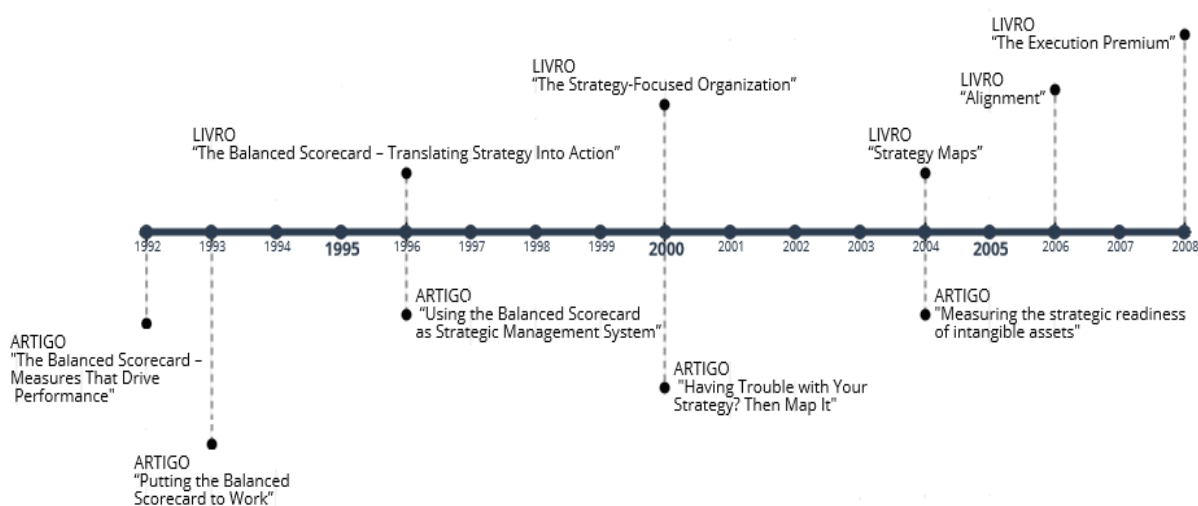 LIVRO
“The Execution Premium”
LIVRO
“The Strategy-Focused Organization”
LIVRO
“Alignment”
LIVRO
“The Balanced Scorecard – Translating Strategy Into Action”
LIVRO
“Strategy Maps”
1992 1993 1994 1995 1996 1997 1998 1999 2000 2001 2002 2003 2004 2005 2006 2007 2008
ARTIGO
"The Balanced Scorecard –
Measures That Drive
Performance"
ARTIGO
“Putting the Balanced
Scorecard to Work”
ARTIGO
“Using the Balanced Scorecard
as Strategic Management System”
ARTIGO
"Having Trouble with Your
Strategy? Then Map It"
ARTIGO
"Measuring the strategic readiness
of intangible assets"